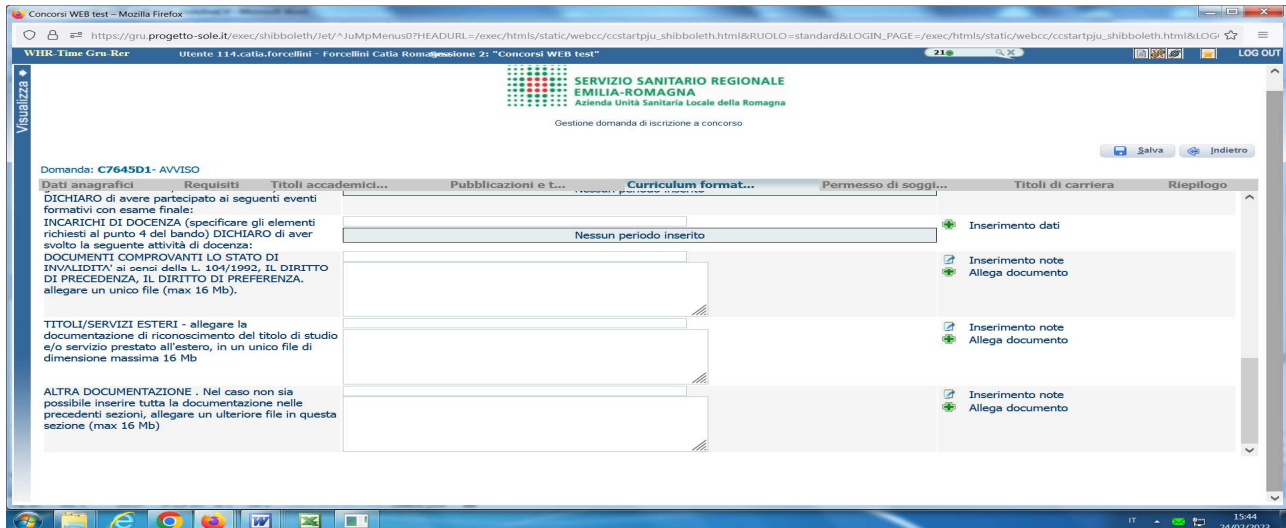 Concorsi WEB test – Mozilla Firefox
https://gru.progetto-sole.it/exec/shibboleth/Jet/^JuMpMenus0?HEADURL=/exec/htmls/static/webcc/ccstartpju_shibboleth.html&RUOLO=standard&LOGIN_PAGE=/exec/htmls/static/webcc/ccstartpju_shibboleth.html&LOG
WHR-Time Gru-Rer Utente 114.catia.forcellini - Forcellini Catia 2: "Concorsi WEB test" 21 LOG OUT
Visualizza
SERVIZIO SANITARIO REGIONALE
EMILIA-ROMAGNA
Azienda Unità Sanitaria Locale della Romagna
Gestione domanda di iscrizione a concorso
Salva Indietro
Domanda: C7645D1- AVVISO
Dati anagrafici Requisiti Titoli accademici... Pubblicazioni e t... Curriculum format... Permesso di soggi... Titoli di carriera Riepilogo
Nessun periodo inserito
DICHIARO di avere partecipato ai seguenti eventi
formativi con esame finale:
INCARICHI DI DOCENZA (specificare gli elementi
richiesti al punto 4 del bando) DICHIARO di aver
svolto la seguente attività di docenza:
Nessun periodo inserito
Inserimento dati
DOCUMENTI COMPROVANTI LO STATO DI
INVALIDITA' ai sensi della L. 104/1992, IL DIRITTO
DI PRECEDENZA, IL DIRITTO DI PREFERENZA.
allegare un unico file (max 16 Mb).
Inserimento note
Allega documento
TITOLI/SERVIZI ESTERI - allegare la
documentazione di riconoscimento del titolo di studio
e/o servizio prestato all'estero, in un unico file di
dimensione massima 16 Mb
Inserimento note
Allega documento
ALTRA DOCUMENTAZIONE . Nel caso non sia
possibile inserire tutta la documentazione nelle
precedenti sezioni, allegare un ulteriore file in questa
sezione (max 16 Mb)
Inserimento note
Allega documento
IT
15:44
24/02/2023